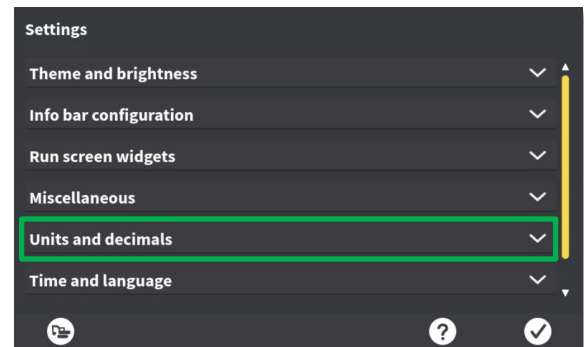 Settings
Theme and brightness
Info bar configuration
Run screen widgets
Miscellaneous
Units and decimals
Time and language
?